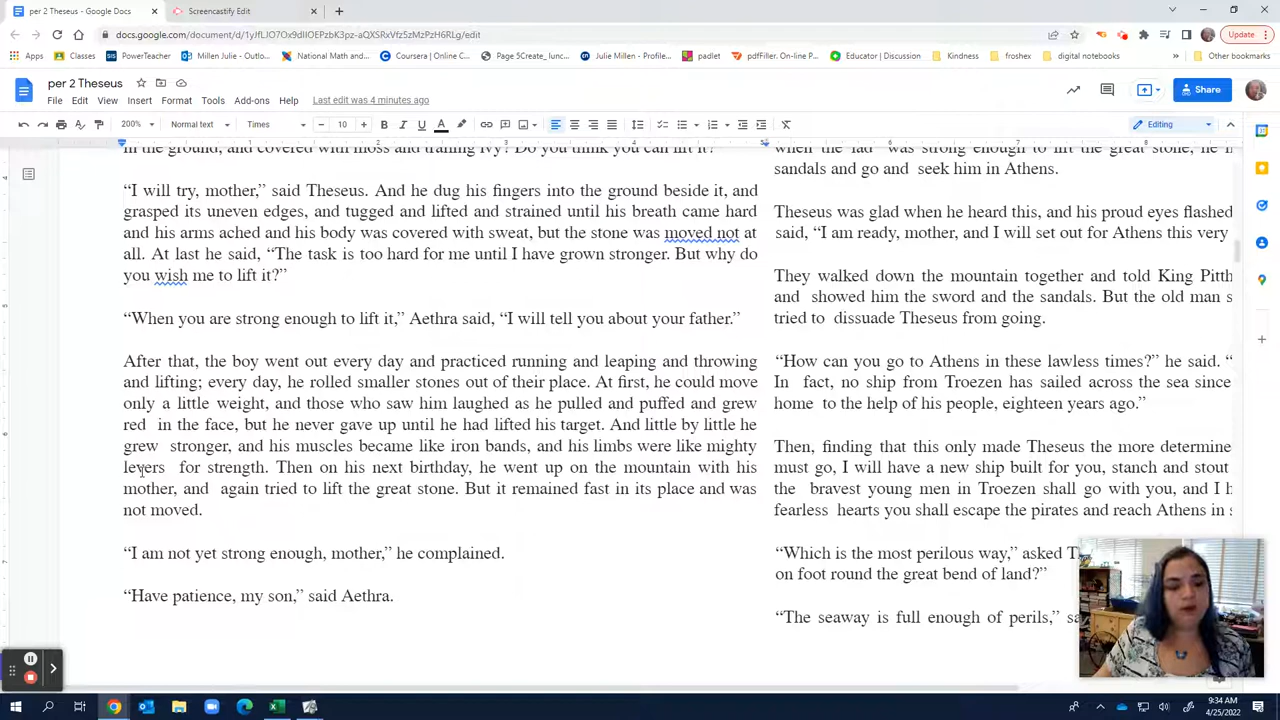 per 2 Theseus - Google Docs
Screencastify Edit
docs.google.com/document/d/1yJfLJO7Ox9dIIOEPzbK3pz-aQXSRxVfzSMzPzH6RLg/edit
Update
Apps
Classes
PowerTeacher
Millen Julie - Outlo...
National Math and...
Coursera | Online C...
Page 5Creekp_Junc...
Julie Millen - Profile...
padlet
pdfFiller. On-line P...
Educator | Discussion
Kindness
froshex
digital notebooks
Other bookmarks
per 2 Theseus
File Edit View Insert Format Tools Add-ons Help Last edit was 4 minutes ago
Share
200% Normal text Times 10 Editing
in the ground, and covered with moss and trailing ivy? Do you think you can lift it?"
"I will try, mother," said Theseus. And he dug his fingers into the ground beside it, and
grasped its uneven edges, and tugged and lifted and strained until his breath came hard
and his arms ached and his body was covered with sweat, but the stone was moved not at
all. At last he said, "The task is too hard for me until I have grown stronger. But why do
you wish me to lift it?"
"When you are strong enough to lift it," Aethra said, "I will tell you about your father."
After that, the boy went out every day and practiced running and leaping and throwing
and lifting; every day, he rolled smaller stones out of their place. At first, he could move
only a little weight, and those who saw him laughed as he pulled and puffed and grew
red in the face, but he never gave up until he had lifted his target. And little by little he
grew stronger, and his muscles became like iron bands, and his limbs were like mighty
levers for strength. Then on his next birthday, he went up on the mountain with his
mother, and again tried to lift the great stone. But it remained fast in its place and was
not moved.
"I am not yet strong enough, mother," he complained.
"Have patience, my son," said Aethra.
when the lad was strong enough to lift the great stone, he
sandals and go and seek him in Athens.
Theseus was glad when he heard this, and his proud eyes flashed
said, "I am ready, mother, and I will set out for Athens this very
They walked down the mountain together and told King Pitth
and showed him the sword and the sandals. But the old man s
tried to dissuade Theseus from going.
"How can you go to Athens in these lawless times?" he said. "
In fact, no ship from Troezen has sailed across the sea since
home to the help of his people, eighteen years ago."
Then, finding that this only made Theseus the more determine
must go, I will have a new ship built for you, stanch and stout
the bravest young men in Troezen shall go with you, and I h
fearless hearts you shall escape the pirates and reach Athens in s
"Which is the most perilous way," asked T
on foot round the great bend of land?"
"The seaway is full enough of perils," sa
9:34 AM
4/25/2022